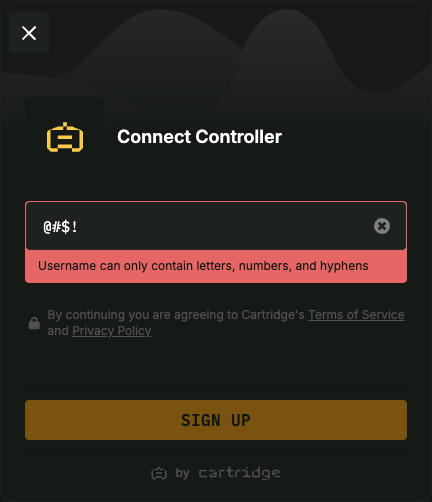 Connect Controller
@#$!
Username can only contain letters, numbers, and hyphens
By continuing you are agreeing to Cartridge's Terms of Service
and Privacy Policy
SIGN UP
by cartridge